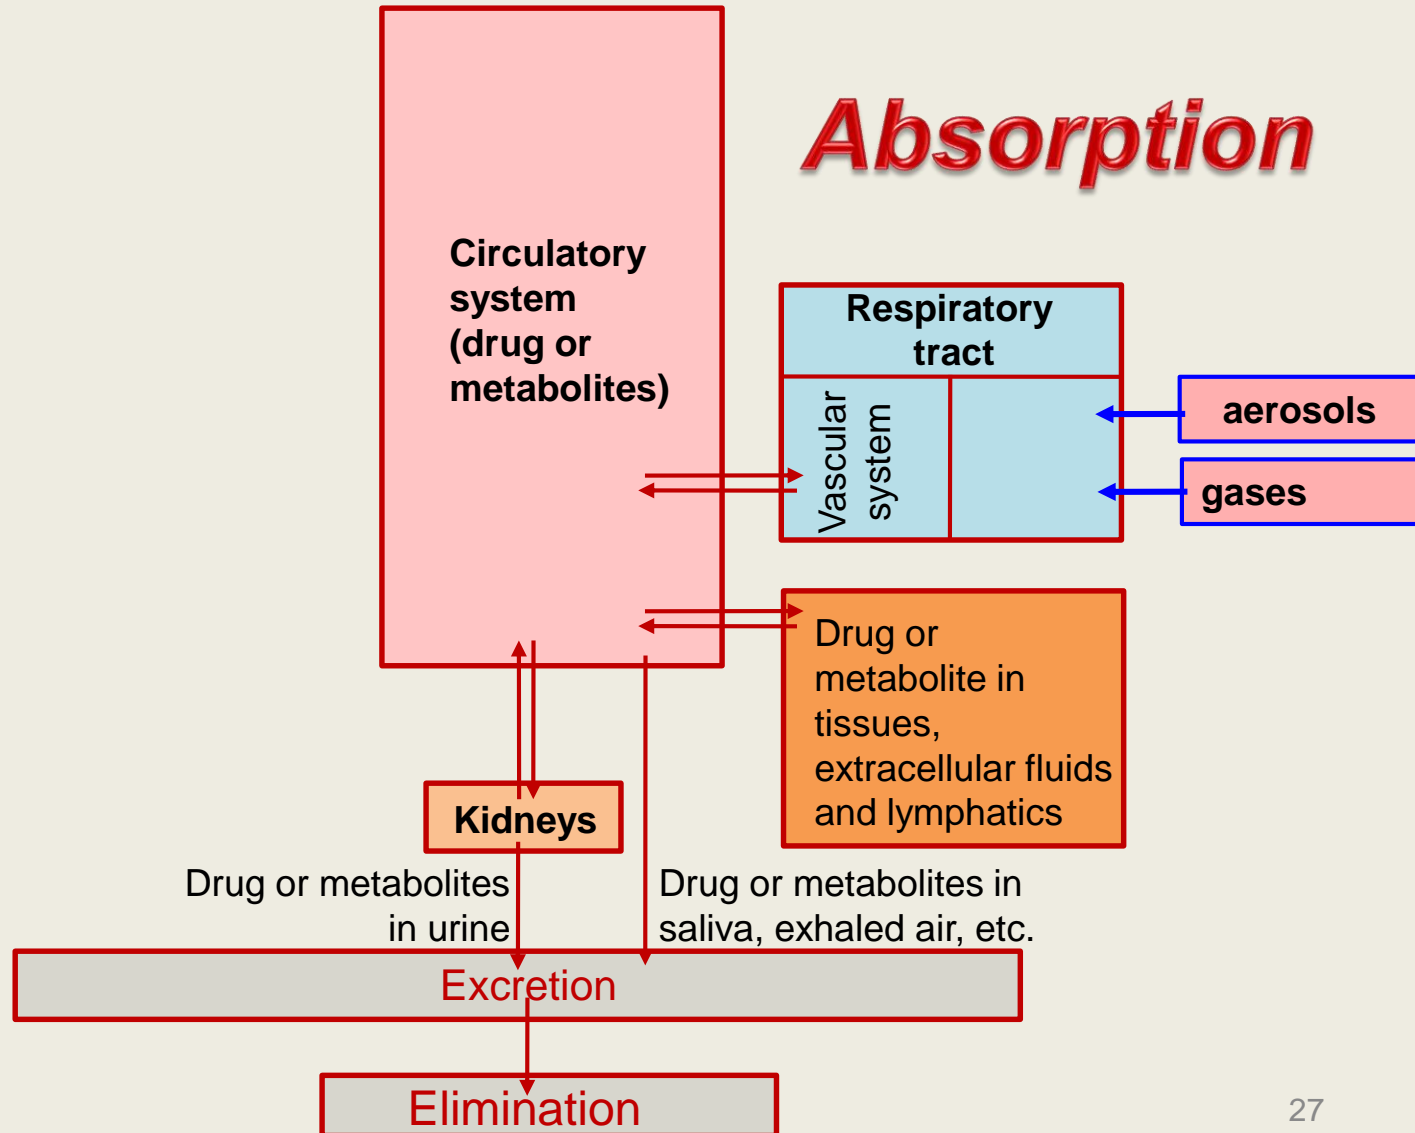 Absorption
Circulatory
system
(drug or
metabolites)
Respiratory
tract
Vascular
system
aerosols
gases
Drug or
metabolite in
tissues,
extracellular fluids
and lymphatics
Kidneys
Drug or metabolites
in urine
Drug or metabolites in
saliva, exhaled air, etc.
Excretion
Elimination
27